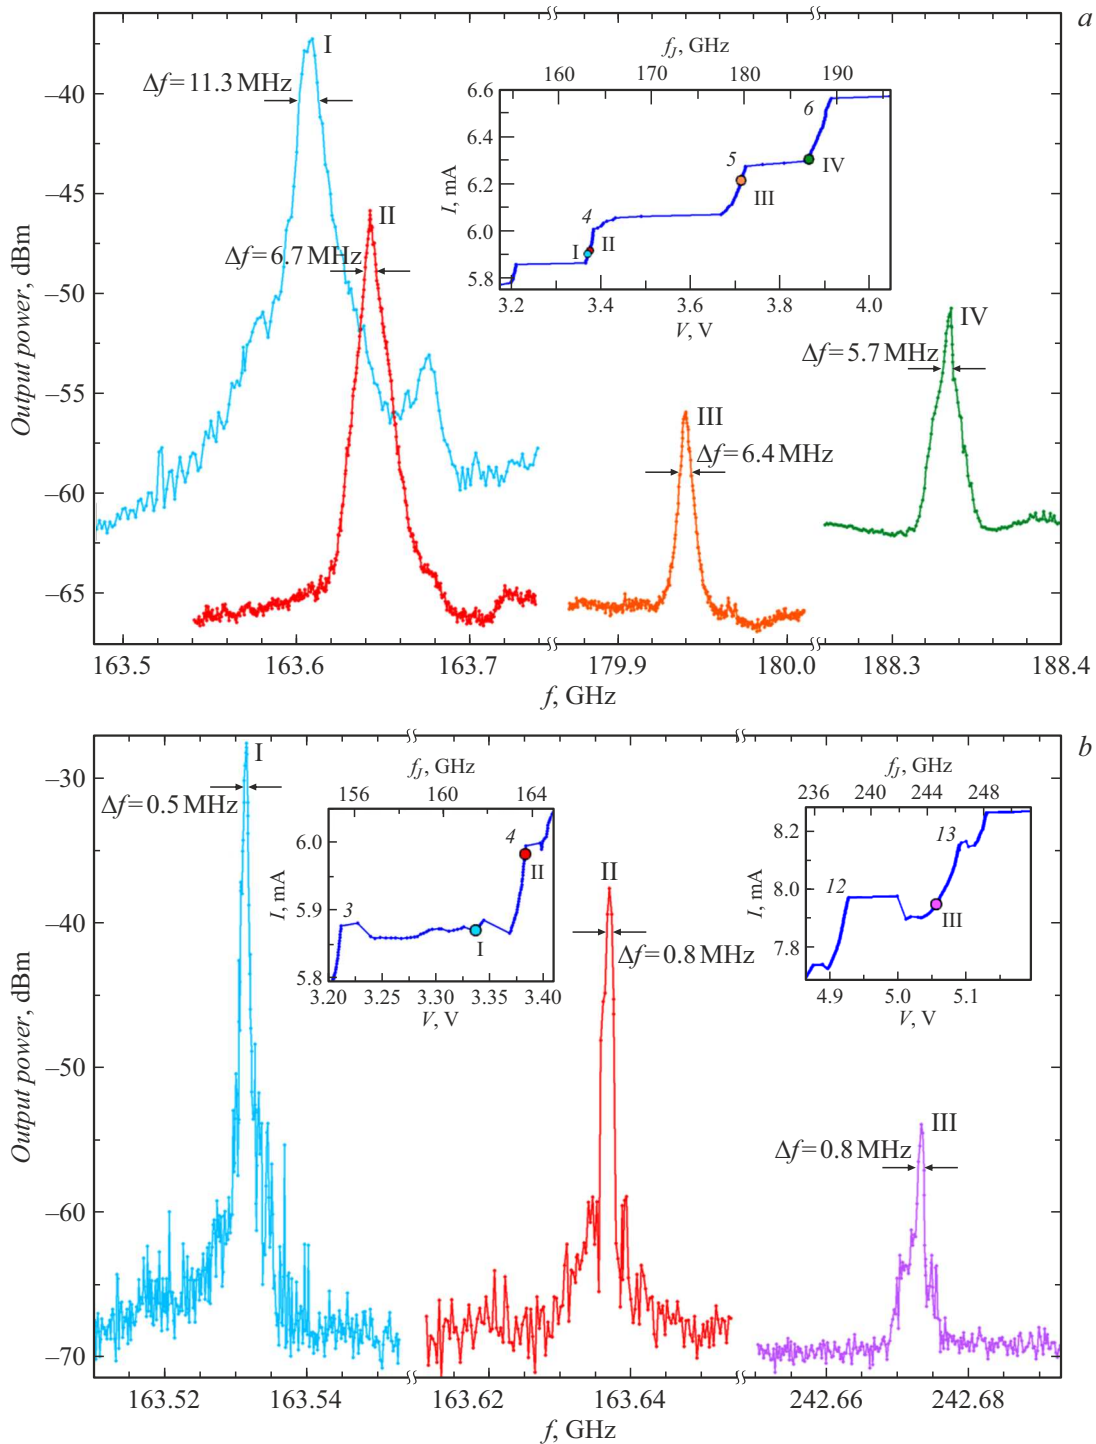 a
I
Δf = 11.3 MHz
II
Δf = 6.7 MHz
III
Δf = 6.4 MHz
IV
Δf = 5.7 MHz
–40
–45
–50
–55
–60
–65
Output power, dBm
163.5 163.6 163.7 179.9 180.0 188.3 188.4
f, GHz
f_J, GHz
160 170 180 190
6.6
6.4
6.2
6.0
5.8
I, mA
4
5
6
I
II
III
IV
3.2 3.4 3.6 3.8 4.0
V, V
b
I
Δf = 0.5 MHz
II
Δf = 0.8 MHz
III
Δf = 0.8 MHz
–30
–40
–50
–60
–70
Output power, dBm
163.52 163.54 163.62 163.64 242.66 242.68
f, GHz
f_J, GHz
156 160 164
6.0
5.9
5.8
I, mA
3
4
I
II
3.20 3.25 3.30 3.35 3.40
V, V
f_J, GHz
236 240 244 248
8.2
8.0
7.8
I, mA
12
13
III
4.9 5.0 5.1
V, V